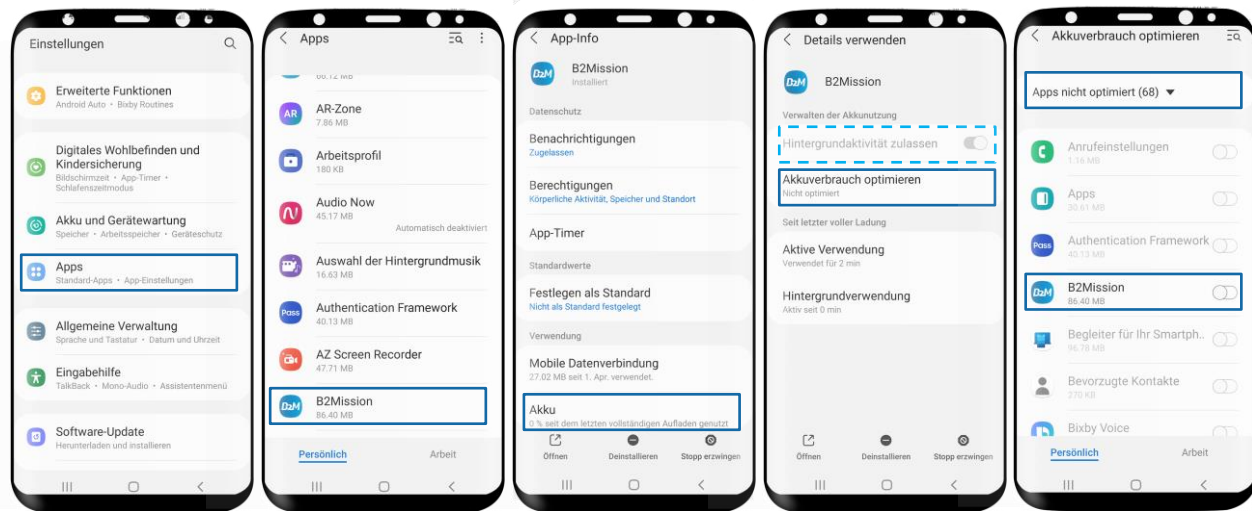 Einstellungen
Erweiterte Funktionen
Android Auto • Bixby Routines
Digitales Wohlbefinden und
Kindersicherung
Bildschirmzeit • App-Timer •
Schlafenszeitmodus
Akku und Gerätewartung
Speicher • Arbeitsspeicher • Geräteschutz
Apps
Standard-Apps • App-Einstellungen
Allgemeine Verwaltung
Sprache und Tastatur • Datum und Uhrzeit
Eingabehilfe
TalkBack • Mono-Audio • Assistentenmenü
Software-Update
Herunterladen und installieren
Apps
66.12 MB
AR
AR-Zone
7.86 MB
Arbeitsprofil
180 KB
Audio Now
45.17 MB
Automatisch deaktiviert
Auswahl der Hintergrundmusik
16.63 MB
Pass
Authentication Framework
40.13 MB
AZ Screen Recorder
47.71 MB
D2M
B2Mission
86.40 MB
Persönlich
Arbeit
App-Info
D2M
B2Mission
Installiert
Datenschutz
Benachrichtigungen
Zugelassen
Berechtigungen
Körperliche Aktivität, Speicher und Standort
App-Timer
Standardwerte
Festlegen als Standard
Nicht als Standard festgelegt
Verwendung
Mobile Datenverbindung
27.02 MB seit 1. Apr. verwendet.
Akku
0 % seit dem letzten vollständigen Aufladen genutzt
Öffnen
Deinstallieren
Stopp erzwingen
Details verwenden
D2M
B2Mission
Verwalten der Akkunutzung
Hintergrundaktivität zulassen
Akkuverbrauch optimieren
Nicht optimiert
Seit letzter voller Ladung
Aktive Verwendung
Verwendet für 2 min
Hintergrundverwendung
Aktiv seit 0 min
Öffnen
Deinstallieren
Stopp erzwingen
Akkuverbrauch optimieren
Apps nicht optimiert (68)
Anrufeinstellungen
1.16 MB
Apps
30.61 MB
Pass
Authentication Framework
40.13 MB
D2M
B2Mission
86.40 MB
Begleiter für Ihr Smartph..
96.78 MB
Bevorzugte Kontakte
270 KB
Bixby Voice
Persönlich
Arbeit